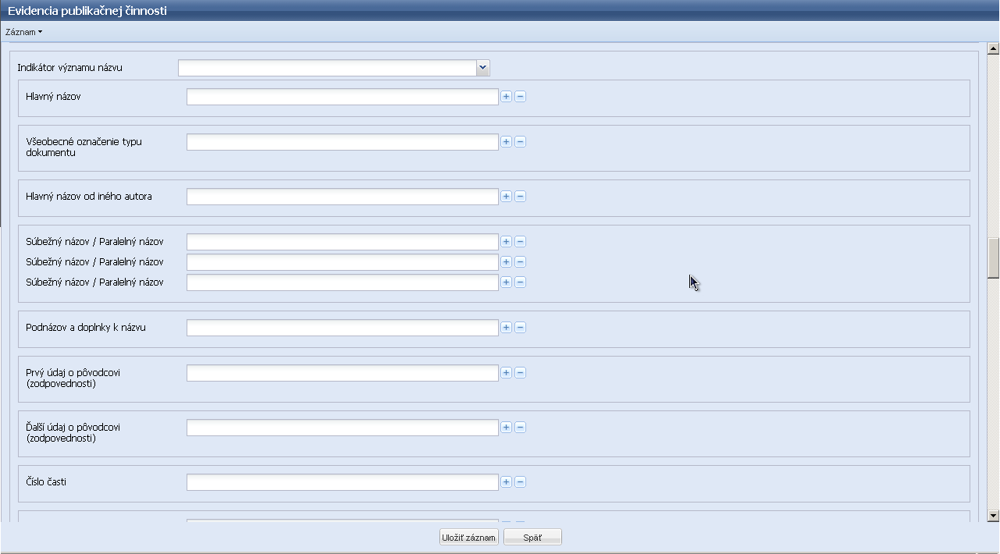 Evidencia publikačnej činnosti
Záznam
Indikátor významu názvu
Hlavný názov
Všeobecné označenie typu
dokumentu
Hlavný názov od iného autora
Súbežný názov / Paralelný názov
Súbežný názov / Paralelný názov
Súbežný názov / Paralelný názov
Podnázov a doplnky k názvu
Prvý údaj o pôvodcovi
(zodpovednosti)
Ďalší údaj o pôvodcovi
(zodpovednosti)
Číslo časti
Uložiť záznam
Späť